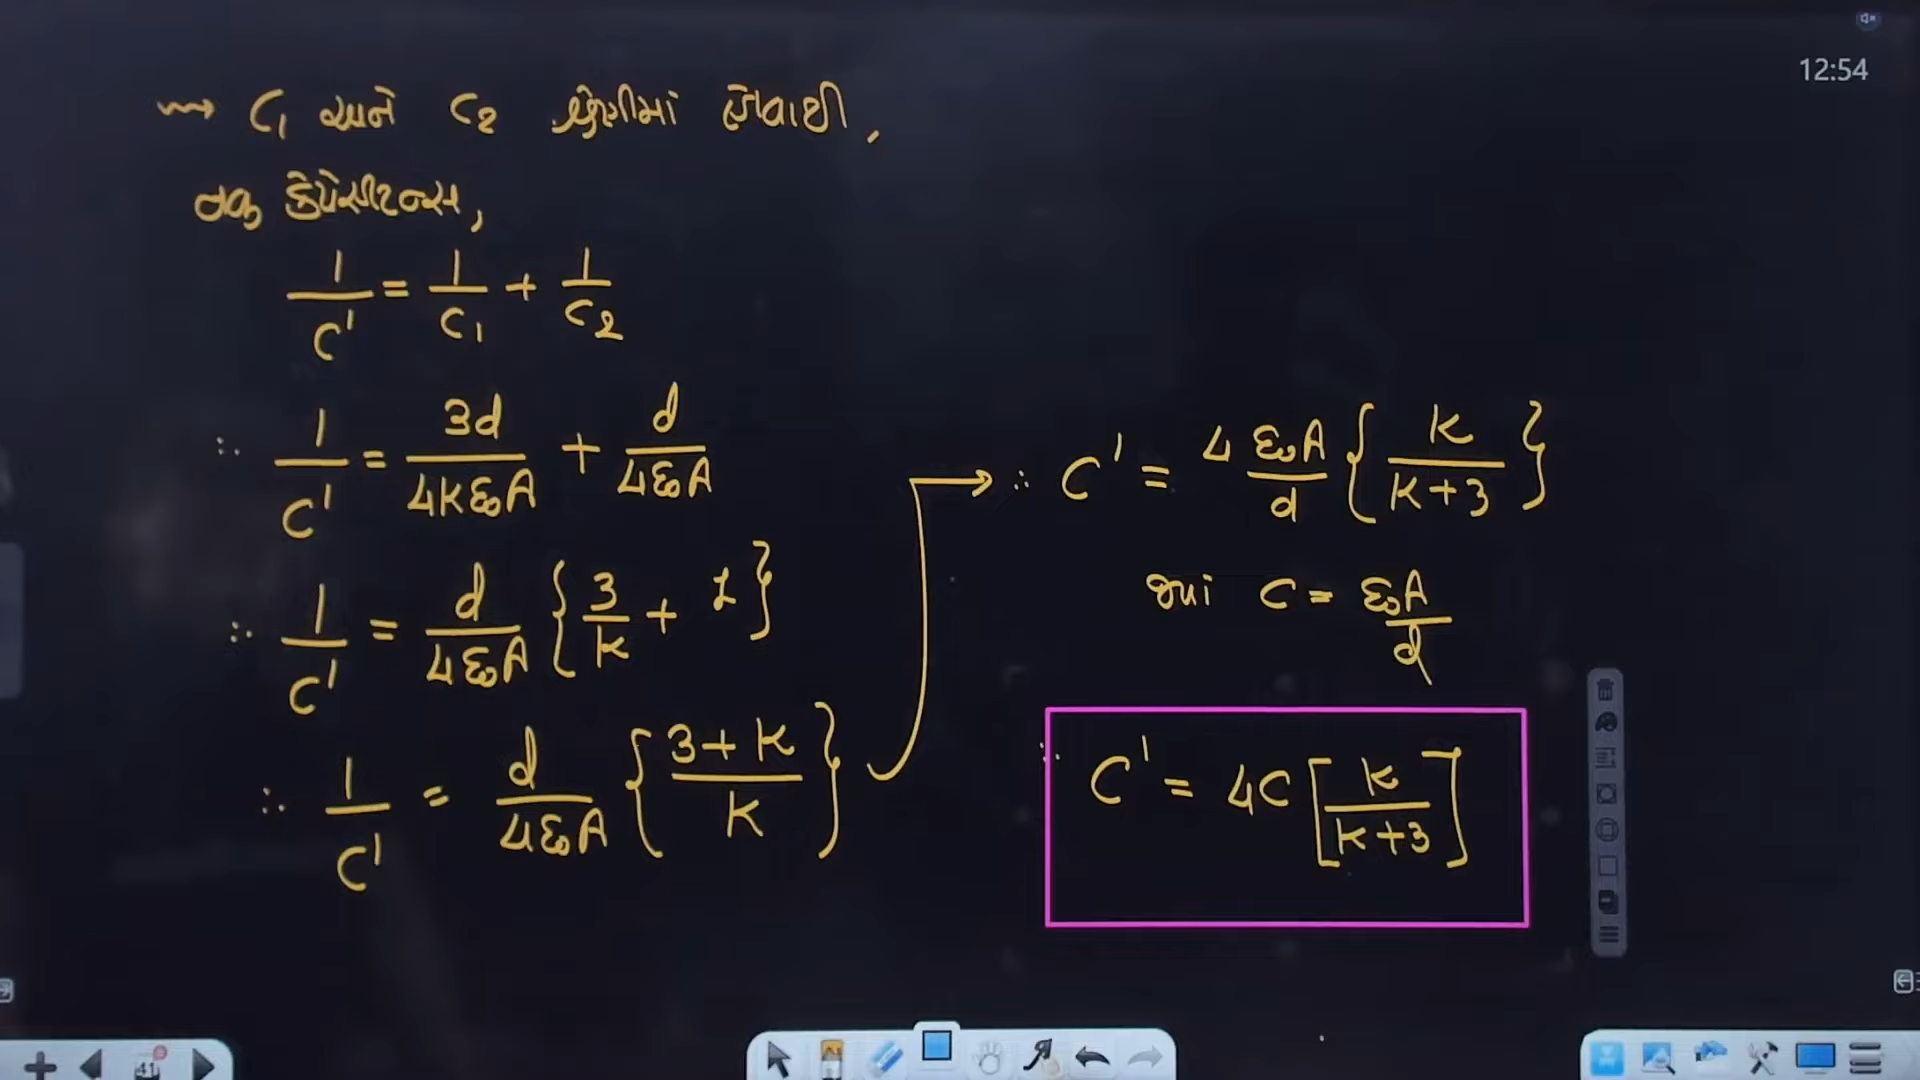 12:54
⇝ C₁ અને C₂ શ્રેણીમાં હોવાથી,
કેપેસીટન્સ,
1/C' = 1/C₁ + 1/C₂
∴ 1/C' = 3d/4Kε₀A + d/4ε₀A
∴ 1/C' = d/4ε₀A {3/K + 1}
∴ 1/C' = d/4ε₀A {3+K/K}
∴ C' = 4 ε₀A/d {K/K+3}
જ્યાં C = ε₀A/d
∴ C' = 4C [K/K+3]
41